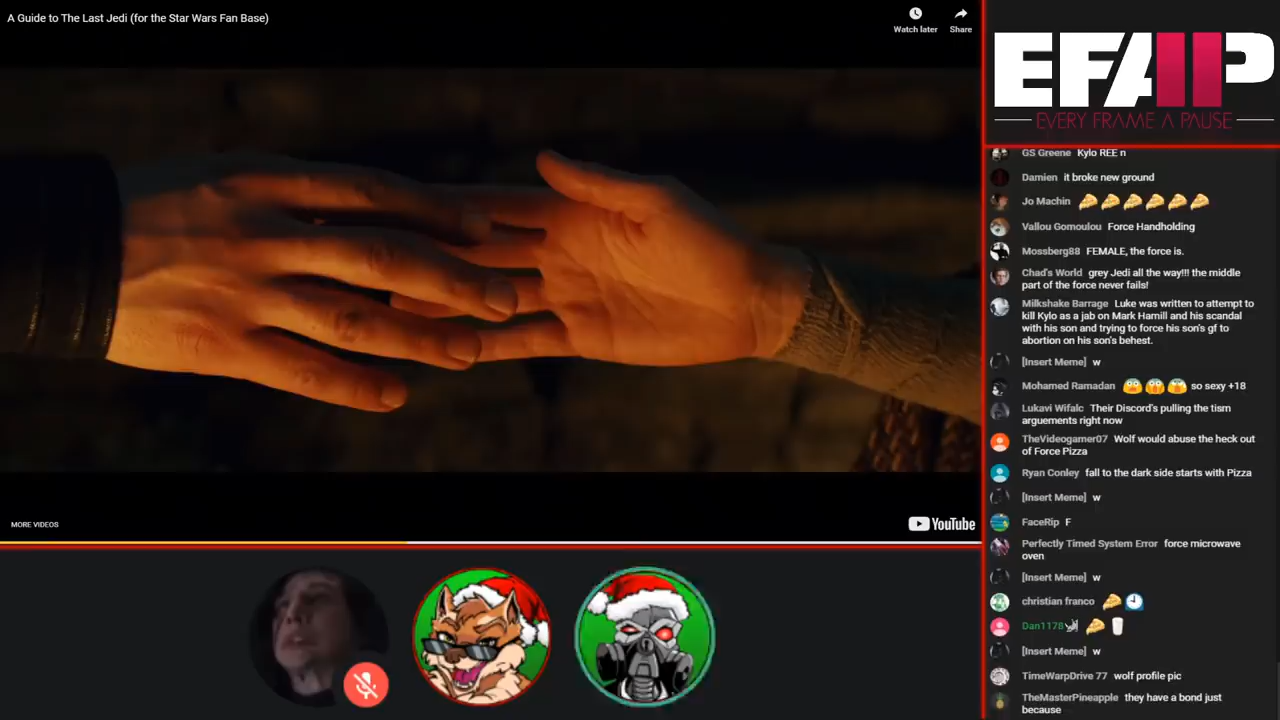 A Guide to The Last Jedi (for the Star Wars Fan Base)
Watch later
Share
MORE VIDEOS
YouTube
EFAP
EVERY FRAME A PAUSE
GS Greene Kylo REE n
Damien it broke new ground
Jo Machin
Vallou Gomoulou Force Handholding
Mossberg88 FEMALE, the force is.
Chad's World grey Jedi all the way!!! the middle
part of the force never fails!
Milkshake Barrage Luke was written to attempt to
kill Kylo as a jab on Mark Hamill and his scandal
with his son and trying to force his son's gf to
abortion on his son's behest.
[Insert Meme] w
Mohamed Ramadan so sexy +18
Lukavi Wifalc Their Discord's pulling the tism
arguements right now
TheVideogamer07 Wolf would abuse the heck out
of Force Pizza
Ryan Conley fall to the dark side starts with Pizza
[Insert Meme] w
FaceRip F
Perfectly Timed System Error force microwave
oven
[Insert Meme] w
christian franco
Dan1178
[Insert Meme] w
TimeWarpDrive 77 wolf profile pic
TheMasterPineapple they have a bond just
because